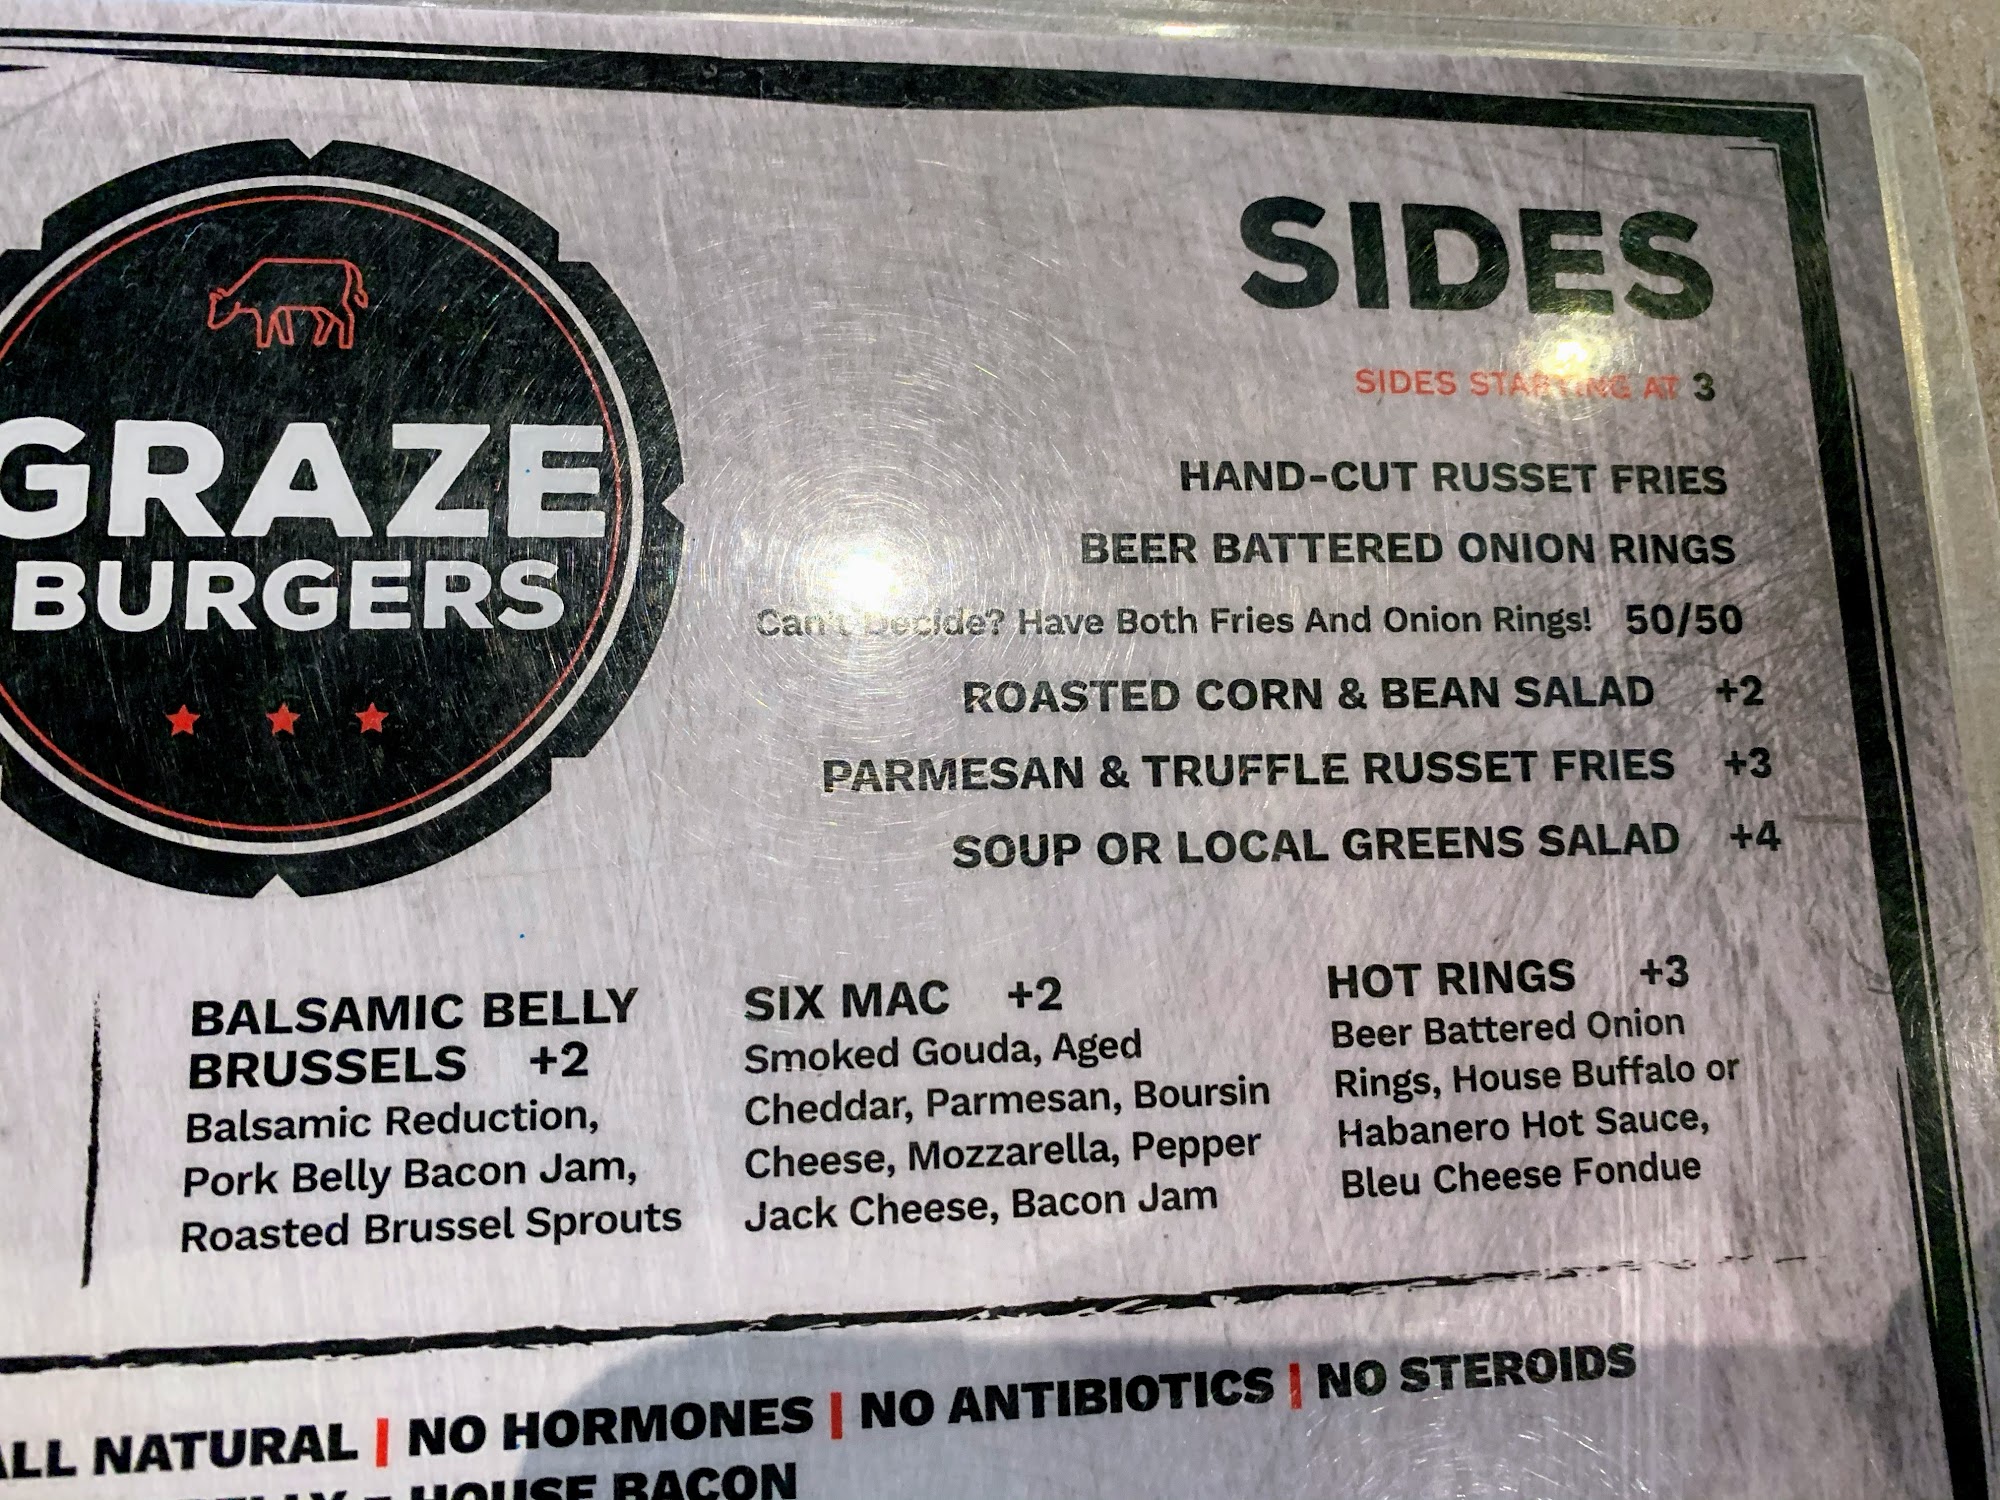 GRAZE
BURGERS
SIDES
SIDES STARTING AT 3
HAND-CUT RUSSET FRIES
BEER BATTERED ONION RINGS
Can't Decide? Have Both Fries And Onion Rings! 50/50
ROASTED CORN & BEAN SALAD +2
PARMESAN & TRUFFLE RUSSET FRIES +3
SOUP OR LOCAL GREENS SALAD +4
BALSAMIC BELLY
BRUSSELS +2
Balsamic Reduction,
Pork Belly Bacon Jam,
Roasted Brussel Sprouts
SIX MAC +2
Smoked Gouda, Aged
Cheddar, Parmesan, Boursin
Cheese, Mozzarella, Pepper
Jack Cheese, Bacon Jam
HOT RINGS +3
Beer Battered Onion
Rings, House Buffalo or
Habanero Hot Sauce,
Bleu Cheese Fondue
ALL NATURAL | NO HORMONES | NO ANTIBIOTICS | NO STEROIDS
HOUSE BACON